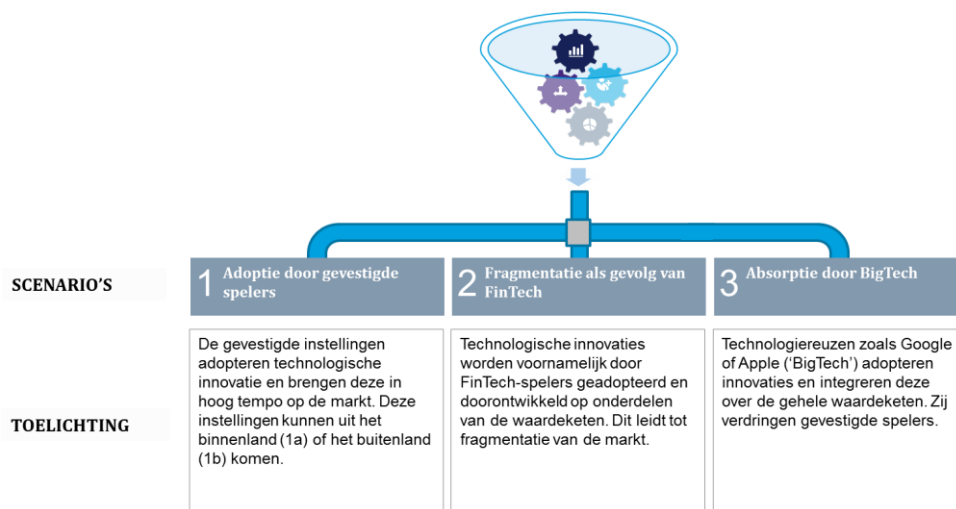 SCENARIO'S
1 Adoptie door gevestigde
spelers
2 Fragmentatie als gevolg van
FinTech
3 Absorptie door BigTech
TOELICHTING
De gevestigde instellingen
adopteren technologische
innovatie en brengen deze in
hoog tempo op de markt. Deze
instellingen kunnen uit het
binnenland (1a) of het buitenland
(1b) komen.
Technologische innovaties
worden voornamelijk door
FinTech-spelers geadopteerd en
doorontwikkeld op onderdelen
van de waardeketen. Dit leidt tot
fragmentatie van de markt.
Technologiereuzen zoals Google
of Apple (‘BigTech’) adopteren
innovaties en integreren deze
over de gehele waardeketen. Zij
verdringen gevestigde spelers.